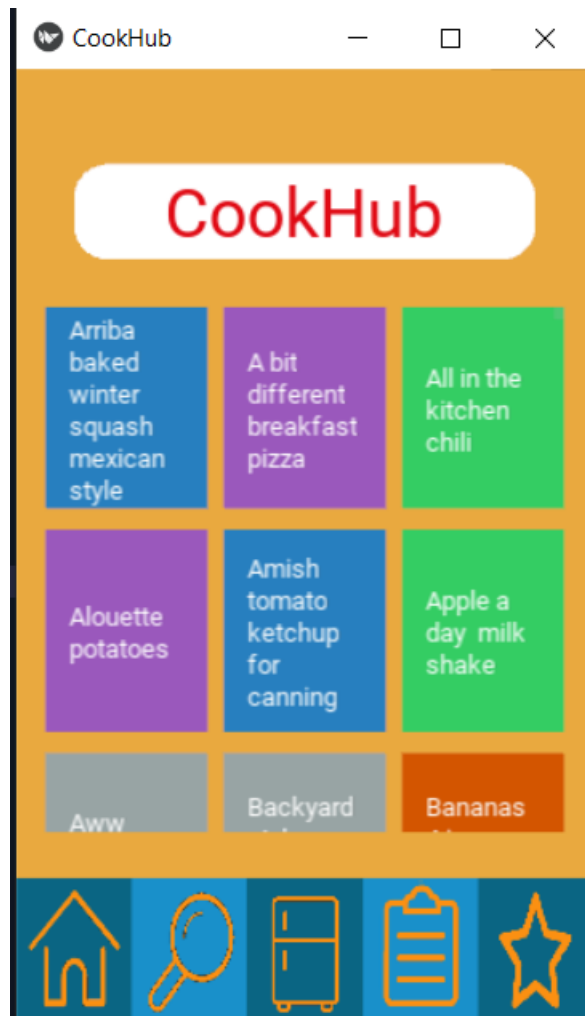 CookHub
CookHub
Arriba
baked
winter
squash
mexican
style
A bit
different
breakfast
pizza
All in the
kitchen
chili
Alouette
potatoes
Amish
tomato
ketchup
for
canning
Apple a
day  milk
shake
Aww
Backyard
Bananas